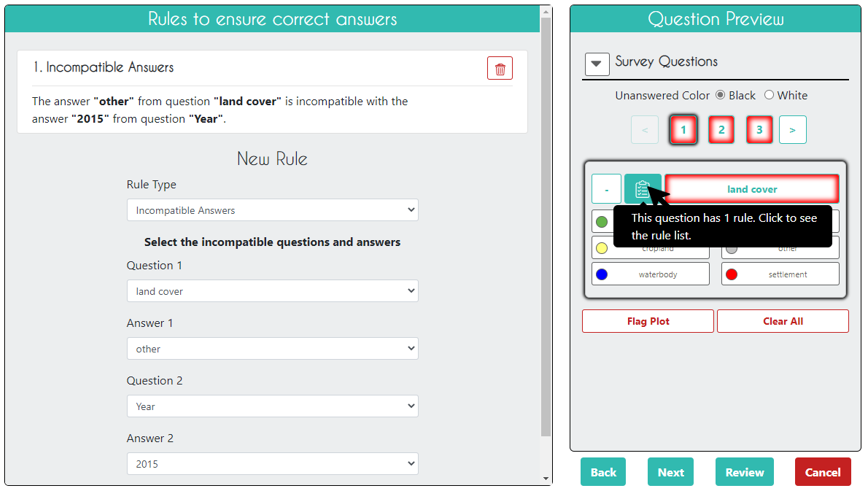 Rules to ensure correct answers
1. Incompatible Answers
The answer "other" from question "land cover" is incompatible with the
answer "2015" from question "Year".
New Rule
Rule Type
Incompatible Answers
Select the incompatible questions and answers
Question 1
land cover
Answer 1
other
Question 2
Year
Answer 2
2015
Question Preview
Survey Questions
Unanswered Color Black White
< 1 2 3 >
- land cover
This question has 1 rule. Click to see
the rule list.
cropland other
waterbody settlement
Flag Plot Clear All
Back Next Review Cancel